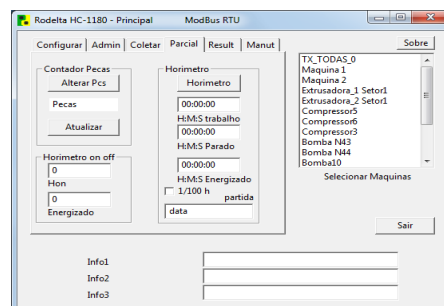 Rodelta HC-1180 - Principal ModBus RTU
Configurar Admin Coletar Parcial Result Manut
Sobre
Contador Pecas
Alterar Pcs
Pecas
Atualizar
Horimetro on off
0
Hon
0
Energizado
Horimetro
Horimetro
00:00:00
H:M:S trabalho
00:00:00
H:M:S Parado
00:00:00
H:M:S Energizado
1/100 h
partida
data
TX_TODAS_0
Maquina 1
Maquina 2
Extrusadora_1 Setor1
Extrusadora_2 Setor1
Compressor5
Compressor6
Compressor3
Bomba N43
Bomba N44
Bomba10
Selecionar Maquinas
Sair
Info1
Info2
Info3